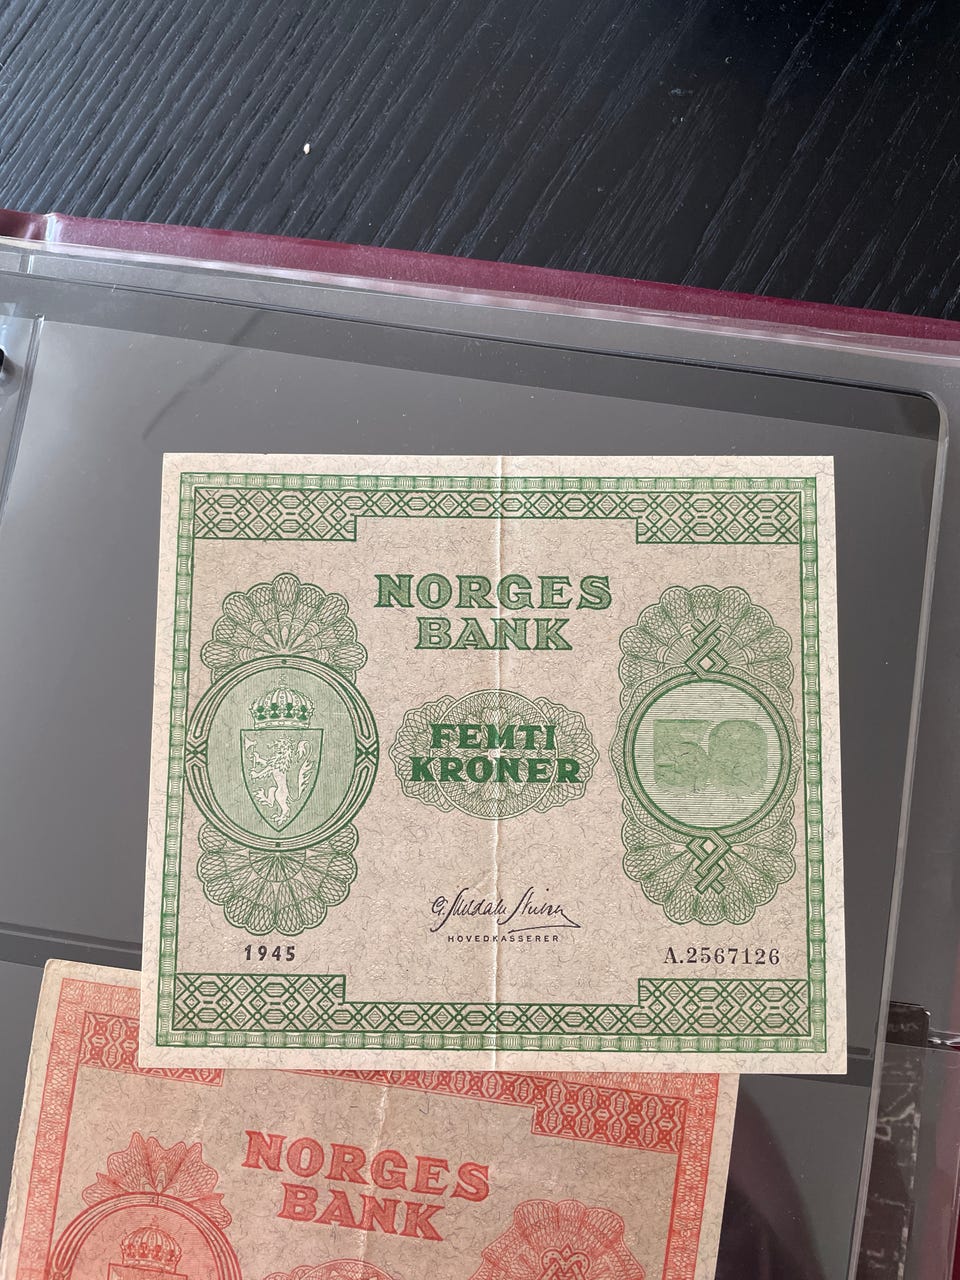 NORGES
BANK
FEMTI
KRONER
50
HOVEDKASSERER
1945
A.2567126
NORGES
BANK